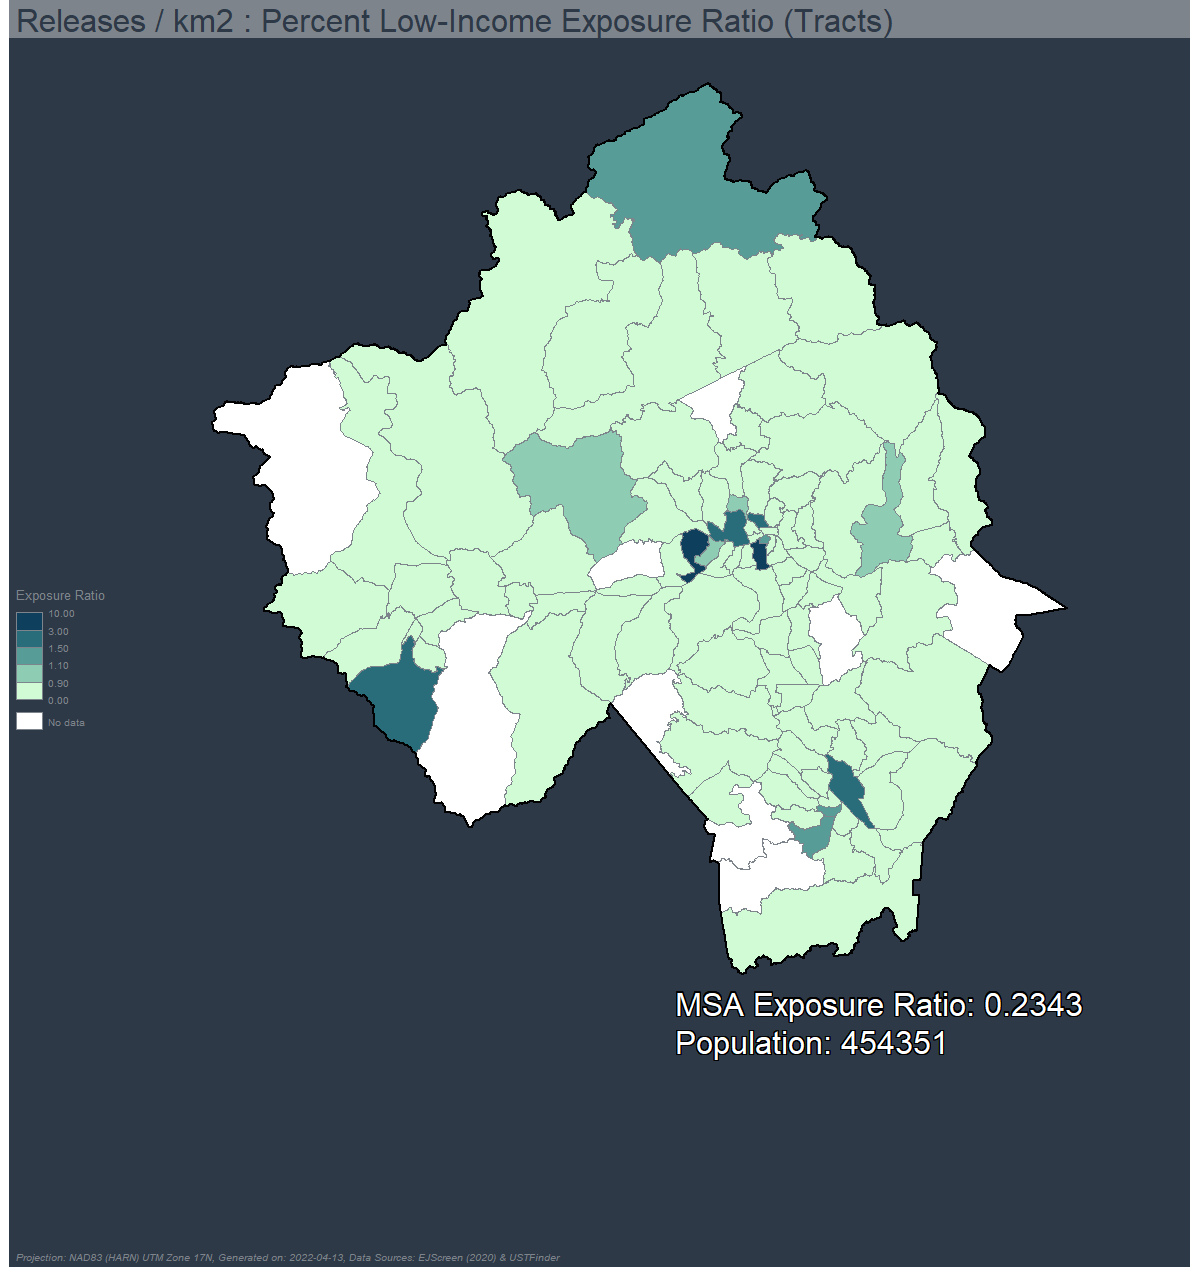 Releases / km2 : Percent Low-Income Exposure Ratio (Tracts)
Exposure Ratio
10.00
3.00
1.50
1.10
0.90
0.00
No data
MSA Exposure Ratio: 0.2343
Population: 454351
Projection: NAD83 (HARN) UTM Zone 17N, Generated on: 2022-04-13, Data Sources: EJScreen (2020) & USTFinder